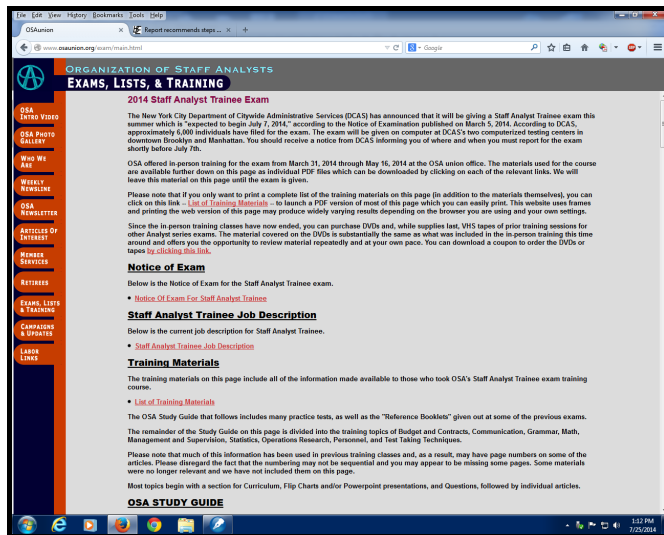 File Edit View History Bookmarks Tools Help
OSAunion × Report recommends steps ... × +
www.osaunion.org/exam/main.html Google
ORGANIZATION OF STAFF ANALYSTS
EXAMS, LISTS, & TRAINING
OSA
INTRO VIDEO
OSA PHOTO
GALLERY
WHO WE
ARE
WEEKLY
NEWSLINE
OSA
NEWSLETTER
ARTICLES OF
INTEREST
MEMBER
SERVICES
RETIREES
EXAMS, LISTS
& TRAINING
CAMPAIGNS
& UPDATES
LABOR
LINKS
2014 Staff Analyst Trainee Exam
The New York City Department of Citywide Administrative Services (DCAS) has announced that it will be giving a Staff Analyst Trainee exam this
summer which is "expected to begin July 7, 2014," according to the Notice of Examination published on March 5, 2014. According to DCAS,
approximately 6,000 individuals have filed for the exam. The exam will be given on computer at DCAS's two computerized testing centers in
downtown Brooklyn and Manhattan. You should receive a notice from DCAS informing you of where and when you must report for the exam
shortly before July 7th.
OSA offered in-person training for the exam from March 31, 2014 through May 16, 2014 at the OSA union office. The materials used for the course
are available further down on this page as individual PDF files which can be downloaded by clicking on each of the relevant links. We will
leave this material on this page until the exam is given.
Please note that if you only want to print a complete list of the training materials on this page (in addition to the materials themselves), you can
click on this link -- List of Training Materials -- to launch a PDF version of most of this page which you can easily print. This website uses frames
and printing the web version of this page may produce widely varying results depending on the browser you are using and your own settings.
Since the in-person training classes have now ended, you can purchase DVDs and, while supplies last, VHS tapes of prior training sessions for
other Analyst series exams. The material covered on the DVDs is substantially the same as what was included in the in-person training this time
around and offers you the opportunity to review material repeatedly and at your own pace. You can download a coupon to order the DVDs or
tapes by clicking this link.
Notice of Exam
Below is the Notice of Exam for the Staff Analyst Trainee exam.
• Notice Of Exam For Staff Analyst Trainee
Staff Analyst Trainee Job Description
Below is the current job description for Staff Analyst Trainee.
• Staff Analyst Trainee Job Description
Training Materials
The training materials on this page include all of the information made available to those who took OSA's Staff Analyst Trainee exam training
course.
• List of Training Materials
The OSA Study Guide that follows includes many practice tests, as well as the "Reference Booklets" given out at some of the previous exams.
The remainder of the Study Guide on this page is divided into the training topics of Budget and Contracts, Communication, Grammar, Math,
Management and Supervision, Statistics, Operations Research, Personnel, and Test Taking Techniques.
Please note that much of this information has been used in previous training classes and, as a result, may have page numbers on some of the
articles. Please disregard the fact that the numbering may not be sequential and you may appear to be missing some pages. Some materials
were no longer relevant and we have not included them on this page.
Most topics begin with a section for Curriculum, Flip Charts and/or Powerpoint presentations, and Questions, followed by individual articles.
OSA STUDY GUIDE
1:12 PM
7/25/2014